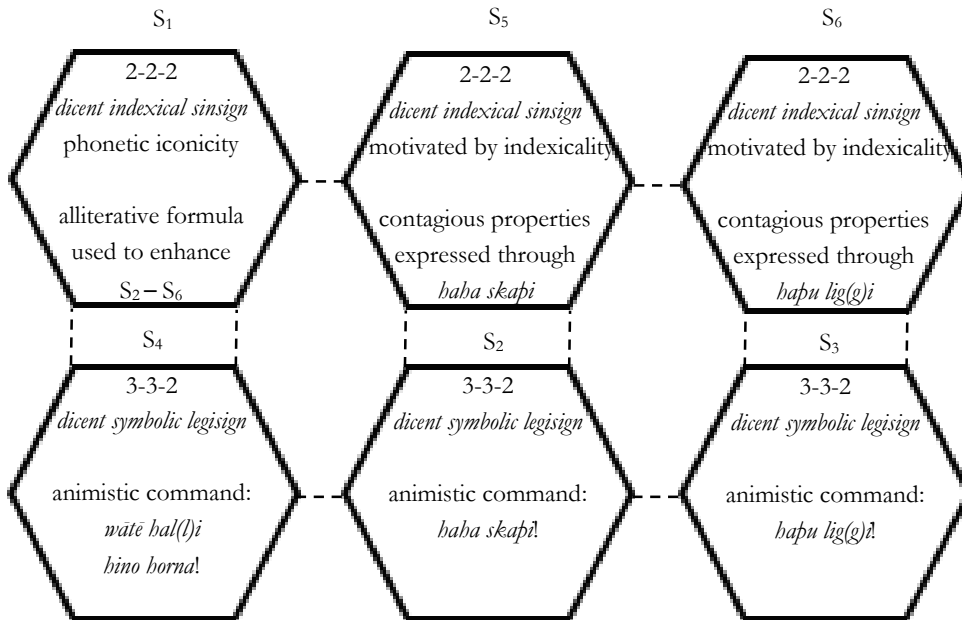 S₁
2-2-2
dicent indexical sinsign
phonetic iconicity
alliterative formula
used to enhance
S₂ – S₆
S₅
2-2-2
dicent indexical sinsign
motivated by indexicality
contagious properties
expressed through
haha skaþi
S₆
2-2-2
dicent indexical sinsign
motivated by indexicality
contagious properties
expressed through
haþu lig(g)i
S₄
3-3-2
dicent symbolic legisign
animistic command:
wātē hal(l)i
hino horna!
S₂
3-3-2
dicent symbolic legisign
animistic command:
haha skaþi!
S₃
3-3-2
dicent symbolic legisign
animistic command:
haþu lig(g)i!